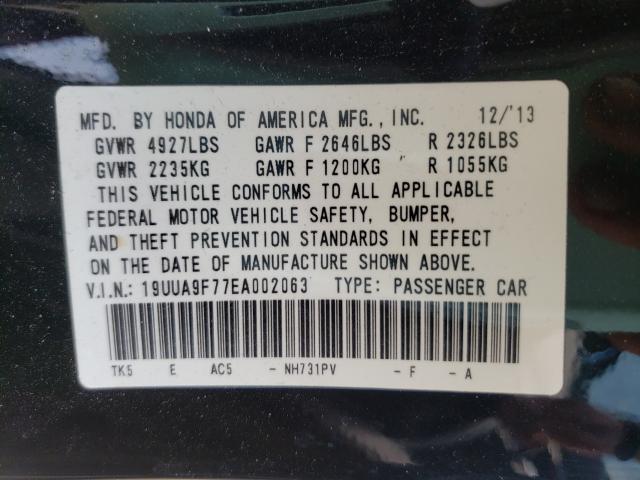 MFD. BY HONDA OF AMERICA MFG., INC. 12/'13
GVWR 4927LBS GAWR F 2646LBS R 2326LBS
GVWR 2235KG GAWR F 1200KG R 1055KG
THIS VEHICLE CONFORMS TO ALL APPLICABLE
FEDERAL MOTOR VEHICLE SAFETY, BUMPER,
AND THEFT PREVENTION STANDARDS IN EFFECT
ON THE DATE OF MANUFACTURE SHOWN ABOVE.
V.I.N.: 19UUA9F77EA002063 TYPE: PASSENGER CAR
TK5 E AC5 - NH731PV - F - A